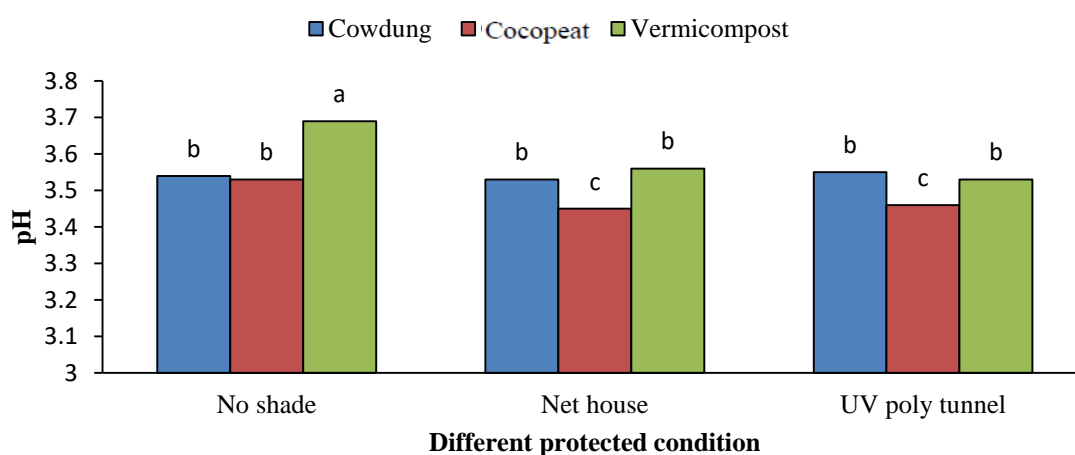 Cowdung Cocopeat Vermicompost
3.8
3.7
3.6
3.5
3.4
3.3
3.2
3.1
3
pH
b b a
b c b
b c b
No shade Net house UV poly tunnel
Different protected condition